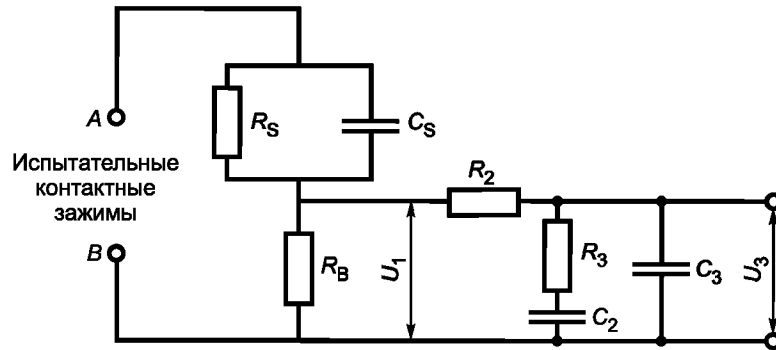 A
Испытательные
контактные
зажимы
B
R_S
C_S
R_B
U_1
R_2
R_3
C_2
C_3
U_3